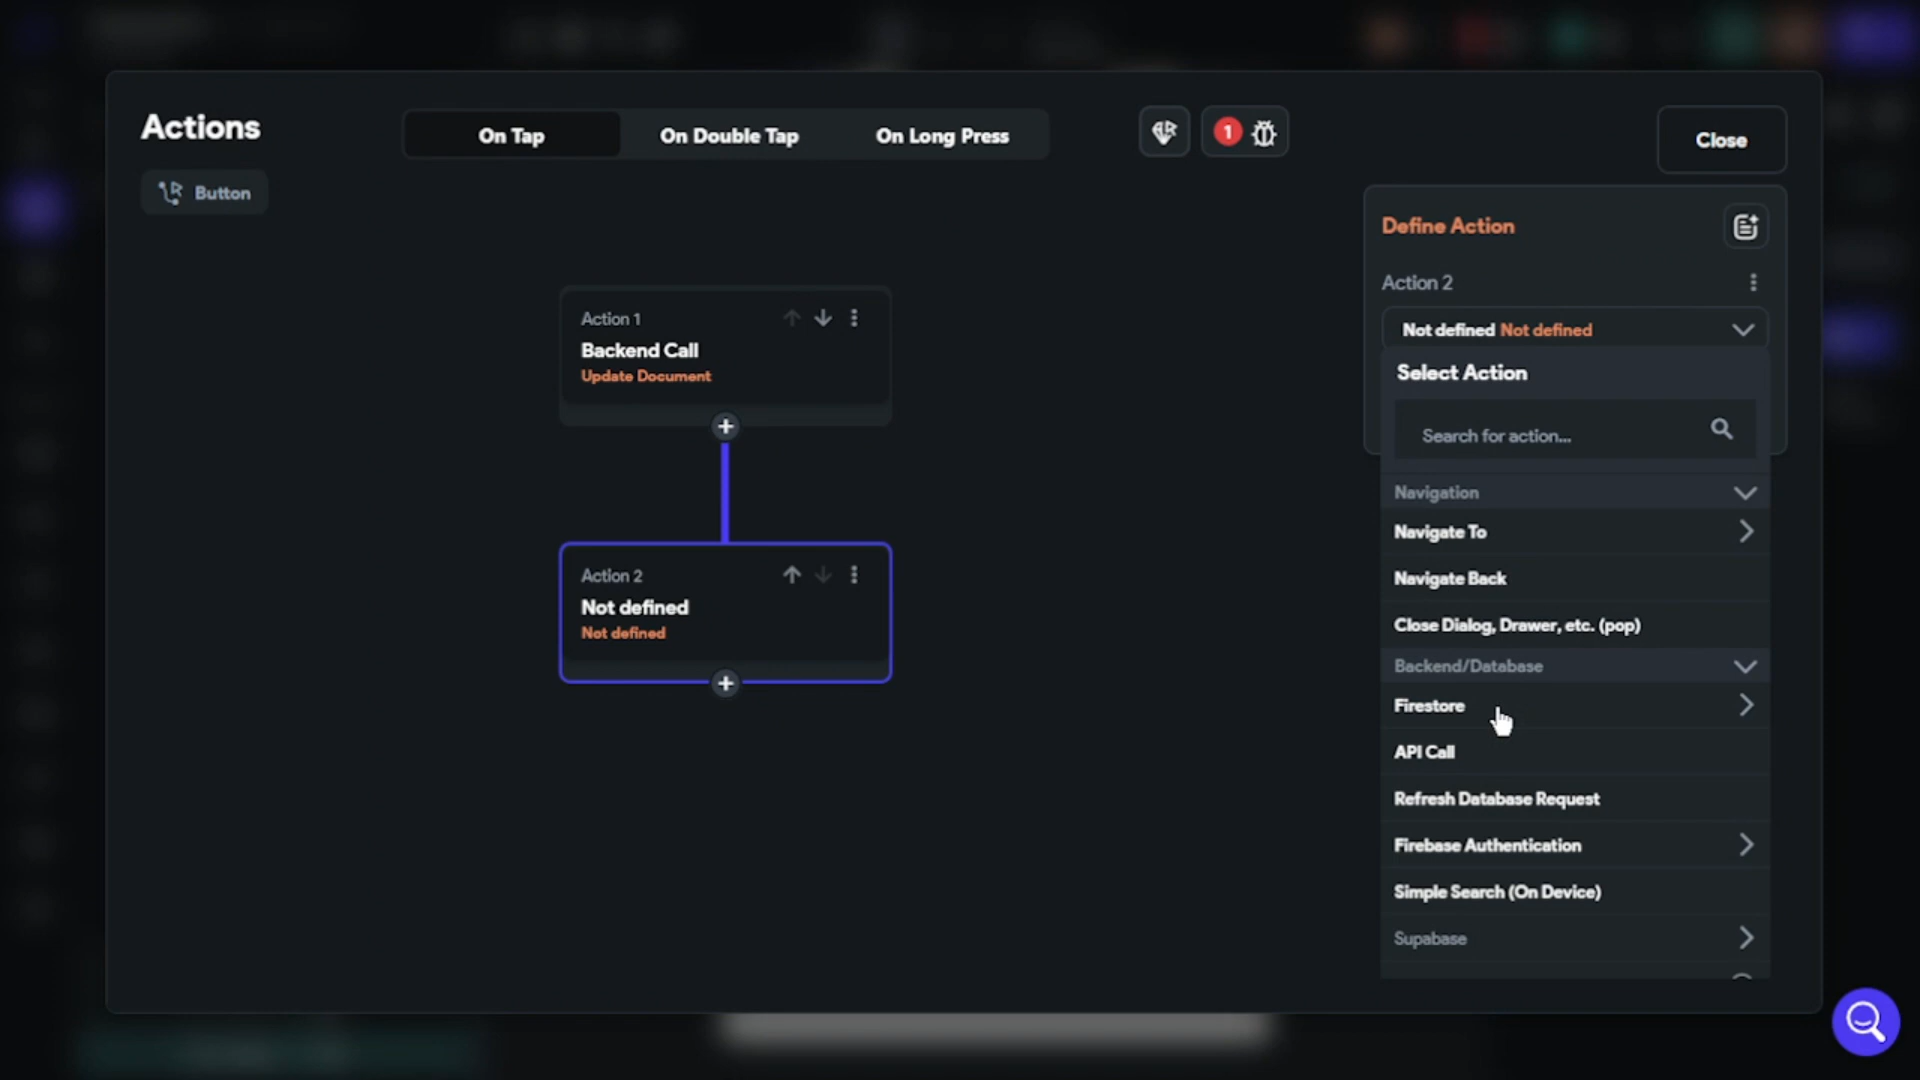 Actions
On Tap
On Double Tap
On Long Press
1
Close
Button
Define Action
Action 2
Not defined Not defined
Select Action
Search for action...
Navigation
Navigate To
Navigate Back
Close Dialog, Drawer, etc. (pop)
Backend/Database
Firestore
API Call
Refresh Database Request
Firebase Authentication
Simple Search (On Device)
Supabase
Action 1
Backend Call
Update Document
Action 2
Not defined
Not defined